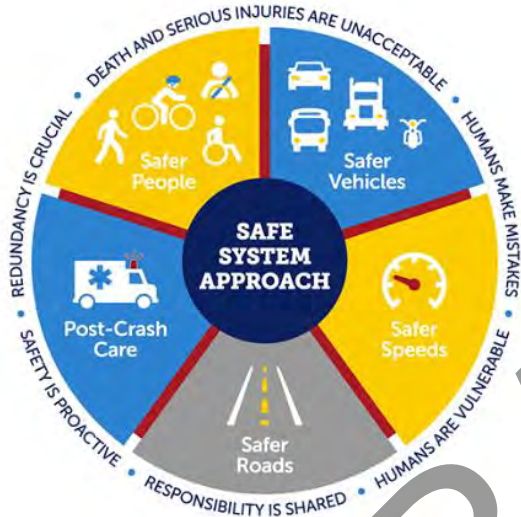 DEATH AND SERIOUS INJURIES ARE UNACCEPTABLE
HUMANS MAKE MISTAKES
HUMANS ARE VULNERABLE
RESPONSIBILITY IS SHARED
SAFETY IS PROACTIVE
REDUNDANCY IS CRUCIAL
Safer
People
Safer
Vehicles
SAFE
SYSTEM
APPROACH
Post-Crash
Care
Safer
Speeds
Safer
Roads